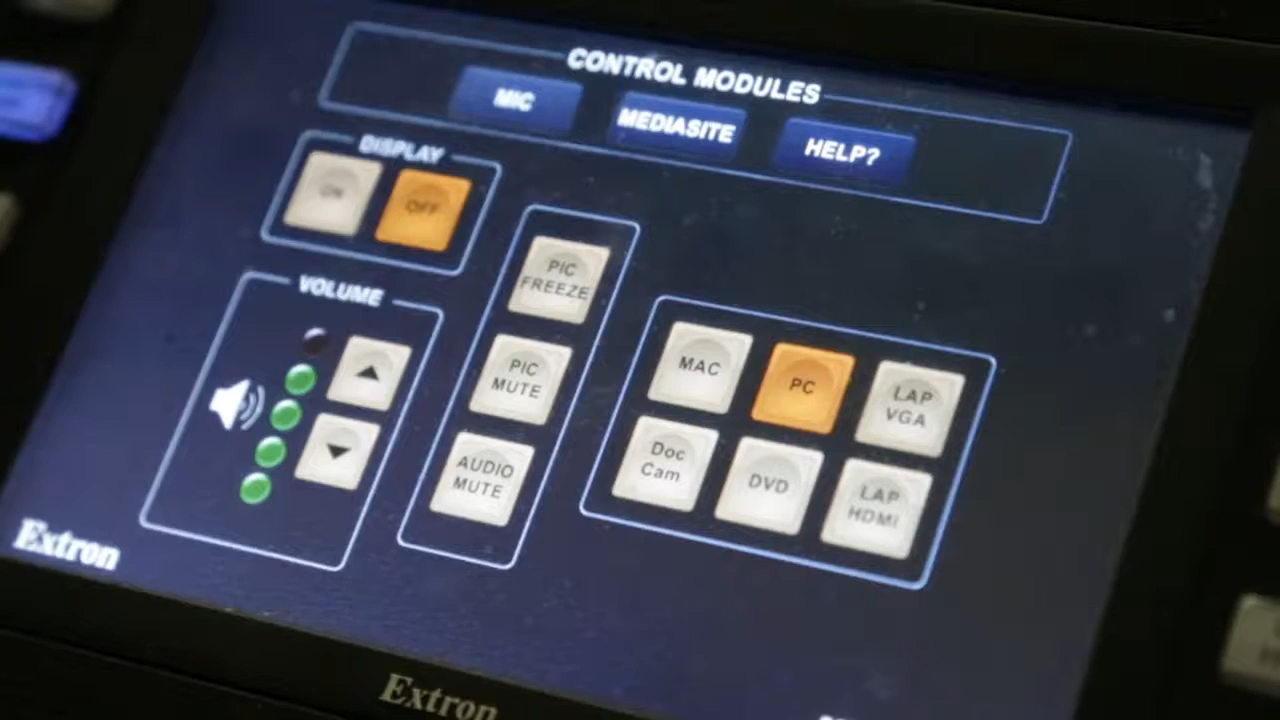 CONTROL MODULES
MIC
MEDIASITE
HELP?
DISPLAY
ON
OFF
VOLUME
PIC
FREEZE
PIC
MUTE
AUDIO
MUTE
MAC
PC
LAP
VGA
Doc
Cam
DVD
LAP
HDMI
Extron
Extron